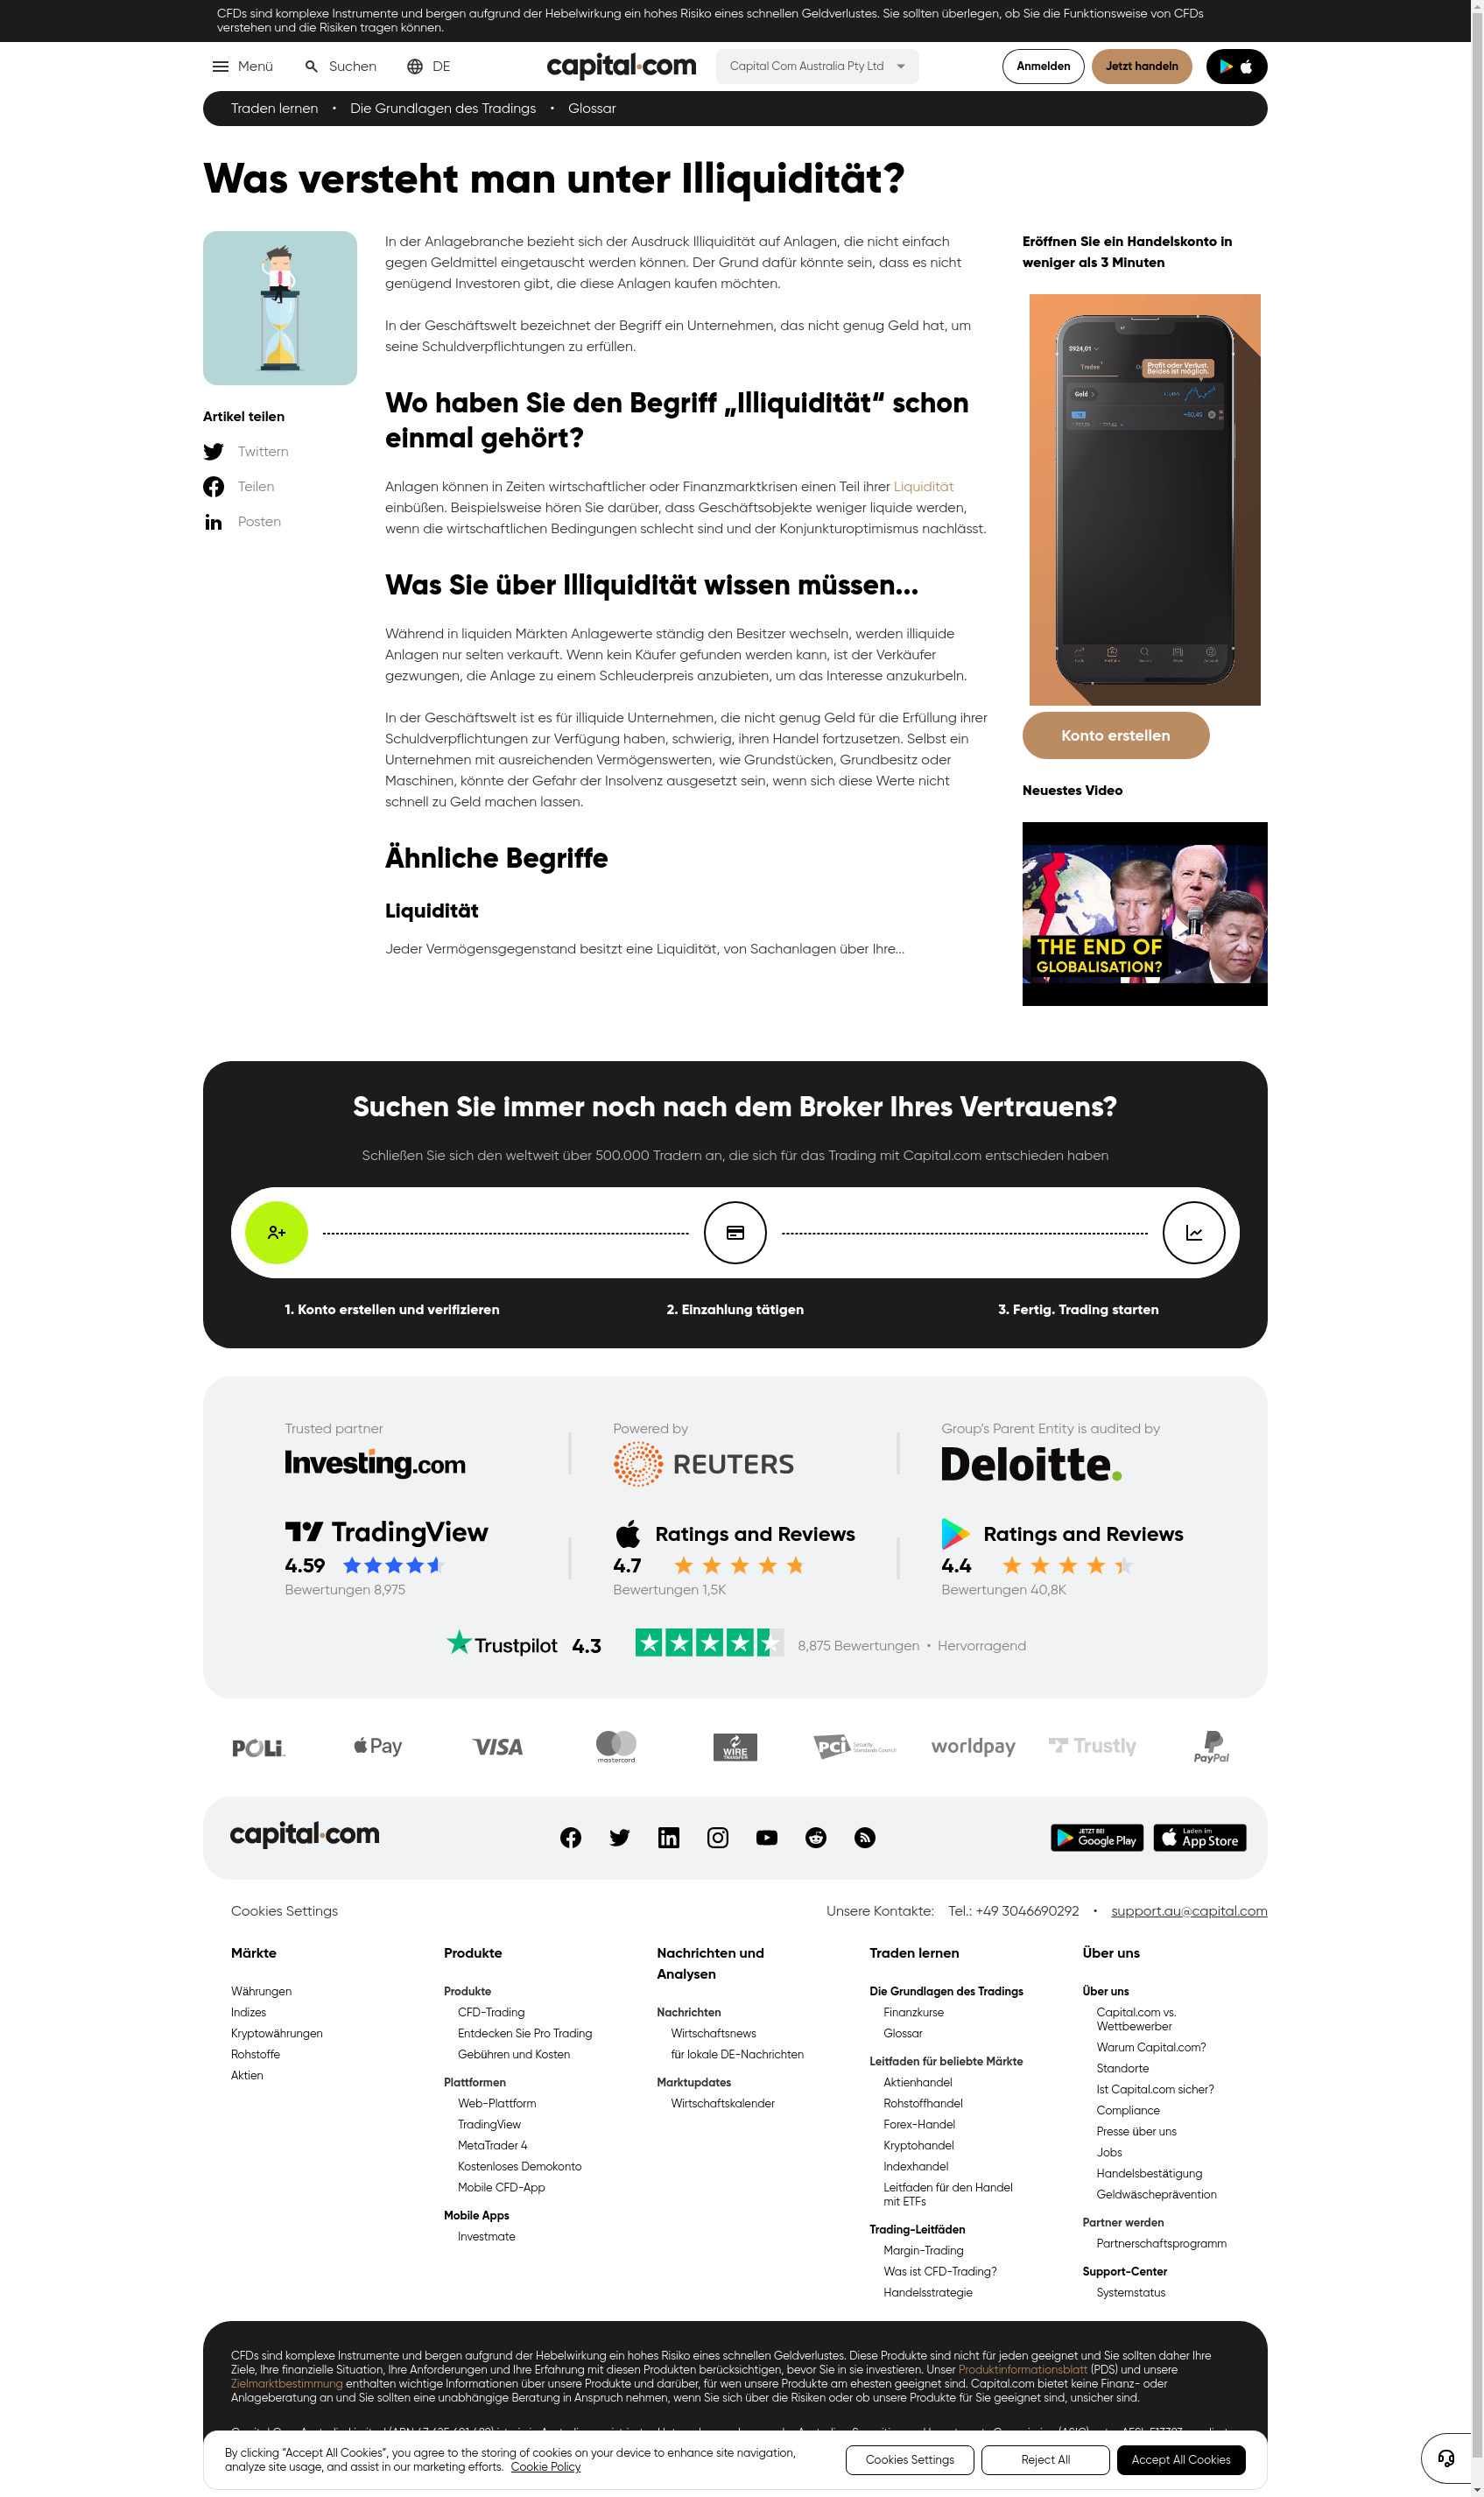 CFDs sind komplexe Instrumente und bergen aufgrund der Hebelwirkung ein hohes Risiko eines schnellen Geldverlustes. Sie sollten überlegen, ob Sie die Funktionsweise von CFDs
verstehen und die Risiken tragen können.
Menü
Suchen
DE
capital.com
Capital Com Australia Pty Ltd
Anmelden
Jetzt handeln
Traden lernen • Die Grundlagen des Tradings • Glossar
Was versteht man unter Illiquidität?
Artikel teilen
Twittern
Teilen
Posten
In der Anlagebranche bezieht sich der Ausdruck Illiquidität auf Anlagen, die nicht einfach
gegen Geldmittel eingetauscht werden können. Der Grund dafür könnte sein, dass es nicht
genügend Investoren gibt, die diese Anlagen kaufen möchten.
In der Geschäftswelt bezeichnet der Begriff ein Unternehmen, das nicht genug Geld hat, um
seine Schuldverpflichtungen zu erfüllen.
Wo haben Sie den Begriff „Illiquidität“ schon
einmal gehört?
Anlagen können in Zeiten wirtschaftlicher oder Finanzmarktkrisen einen Teil ihrer Liquidität
einbüßen. Beispielsweise hören Sie darüber, dass Geschäftsobjekte weniger liquide werden,
wenn die wirtschaftlichen Bedingungen schlecht sind und der Konjunkturoptimismus nachlässt.
Was Sie über Illiquidität wissen müssen...
Während in liquiden Märkten Anlagewerte ständig den Besitzer wechseln, werden illiquide
Anlagen nur selten verkauft. Wenn kein Käufer gefunden werden kann, ist der Verkäufer
gezwungen, die Anlage zu einem Schleuderpreis anzubieten, um das Interesse anzukurbeln.
In der Geschäftswelt ist es für illiquide Unternehmen, die nicht genug Geld für die Erfüllung ihrer
Schuldverpflichtungen zur Verfügung haben, schwierig, ihren Handel fortzusetzen. Selbst ein
Unternehmen mit ausreichenden Vermögenswerten, wie Grundstücken, Grundbesitz oder
Maschinen, könnte der Gefahr der Insolvenz ausgesetzt sein, wenn sich diese Werte nicht
schnell zu Geld machen lassen.
Ähnliche Begriffe
Liquidität
Jeder Vermögensgegenstand besitzt eine Liquidität, von Sachanlagen über Ihre...
Eröffnen Sie ein Handelskonto in
weniger als 3 Minuten
$924,01
Trades
Profit oder Verlust.
Beides ist möglich.
Gold
Konto erstellen
Neuestes Video
THE END OF
GLOBALISATION?
Suchen Sie immer noch nach dem Broker Ihres Vertrauens?
Schließen Sie sich den weltweit über 500.000 Tradern an, die sich für das Trading mit Capital.com entschieden haben
1. Konto erstellen und verifizieren
2. Einzahlung tätigen
3. Fertig. Trading starten
Trusted partner
Investing.com
Powered by
REUTERS
Group's Parent Entity is audited by
Deloitte.
TradingView
4.59
Bewertungen 8,975
Ratings and Reviews
4.7
Bewertungen 1,5K
Ratings and Reviews
4.4
Bewertungen 40,8K
Trustpilot 4.3
8,875 Bewertungen • Hervorragend
POLi
Pay
VISA
mastercard
WIRE
TRANSFER
PCI Security
Standards Council
worldpay
Trustly
PayPal
capital.com
JETZT BEI
Google Play
Laden im
App Store
Cookies Settings
Unsere Kontakte: Tel.: +49 3046690292 • support.au@capital.com
Märkte
Währungen
Indizes
Kryptowährungen
Rohstoffe
Aktien
Produkte
Produkte
CFD-Trading
Entdecken Sie Pro Trading
Gebühren und Kosten
Plattformen
Web-Plattform
TradingView
MetaTrader 4
Kostenloses Demokonto
Mobile CFD-App
Mobile Apps
Investmate
Nachrichten und
Analysen
Nachrichten
Wirtschaftsnews
für lokale DE-Nachrichten
Marktupdates
Wirtschaftskalender
Traden lernen
Die Grundlagen des Tradings
Finanzkurse
Glossar
Leitfaden für beliebte Märkte
Aktienhandel
Rohstoffhandel
Forex-Handel
Kryptohandel
Indexhandel
Leitfaden für den Handel
mit ETFs
Trading-Leitfäden
Margin-Trading
Was ist CFD-Trading?
Handelsstrategie
Über uns
Über uns
Capital.com vs.
Wettbewerber
Warum Capital.com?
Standorte
Ist Capital.com sicher?
Compliance
Presse über uns
Jobs
Handelsbestätigung
Geldwäscheprävention
Partner werden
Partnerschaftsprogramm
Support-Center
Systemstatus
CFDs sind komplexe Instrumente und bergen aufgrund der Hebelwirkung ein hohes Risiko eines schnellen Geldverlustes. Diese Produkte sind nicht für jeden geeignet und Sie sollten daher Ihre
Ziele, Ihre finanzielle Situation, Ihre Anforderungen und Ihre Erfahrung mit diesen Produkten berücksichtigen, bevor Sie in sie investieren. Unser Produktinformationsblatt (PDS) und unsere
Zielmarktbestimmung enthalten wichtige Informationen über unsere Produkte und darüber, für wen unsere Produkte am ehesten geeignet sind. Capital.com bietet keine Finanz- oder
Anlageberatung an und Sie sollten eine unabhängige Beratung in Anspruch nehmen, wenn Sie sich über die Risiken oder ob unsere Produkte für Sie geeignet sind, unsicher sind.
By clicking “Accept All Cookies”, you agree to the storing of cookies on your device to enhance site navigation,
analyze site usage, and assist in our marketing efforts. Cookie Policy
Cookies Settings
Reject All
Accept All Cookies